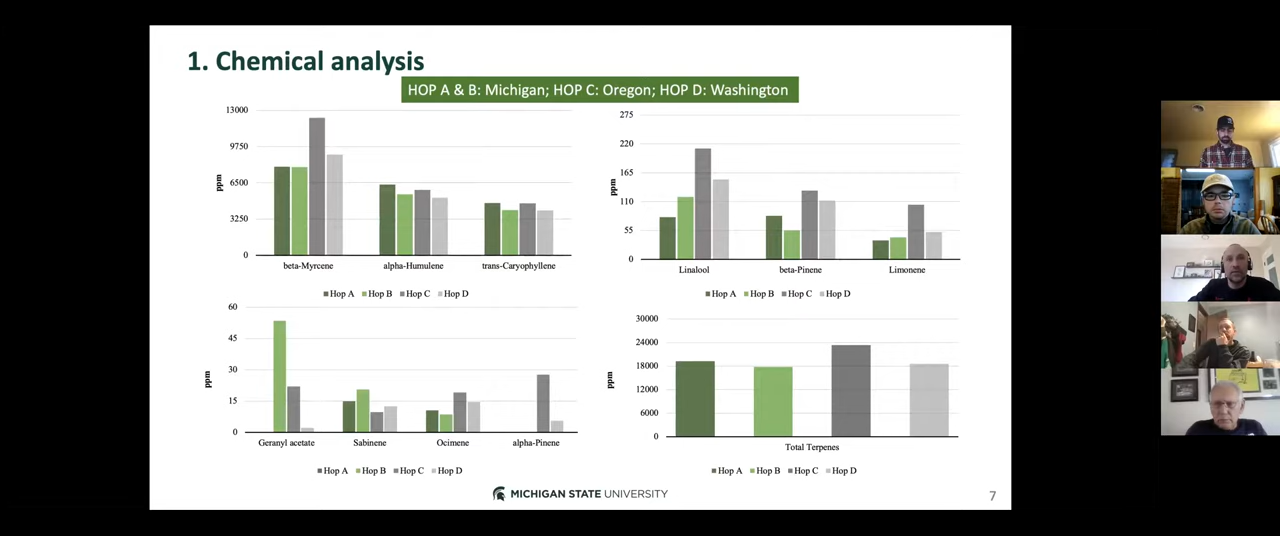 1. Chemical analysis
HOP A & B: Michigan; HOP C: Oregon; HOP D: Washington
13000
9750
6500
3250
0
ppm
beta-Myrcene alpha-Humulene trans-Caryophyllene
Hop A Hop B Hop C Hop D
275
220
165
110
55
0
ppm
Linalool beta-Pinene Limonene
Hop A Hop B Hop C Hop D
60
45
30
15
0
ppm
Geranyl acetate Sabinene Ocimene alpha-Pinene
Hop A Hop B Hop C Hop D
30000
24000
18000
12000
6000
0
ppm
Total Terpenes
Hop A Hop B Hop C Hop D
MICHIGAN STATE UNIVERSITY
7